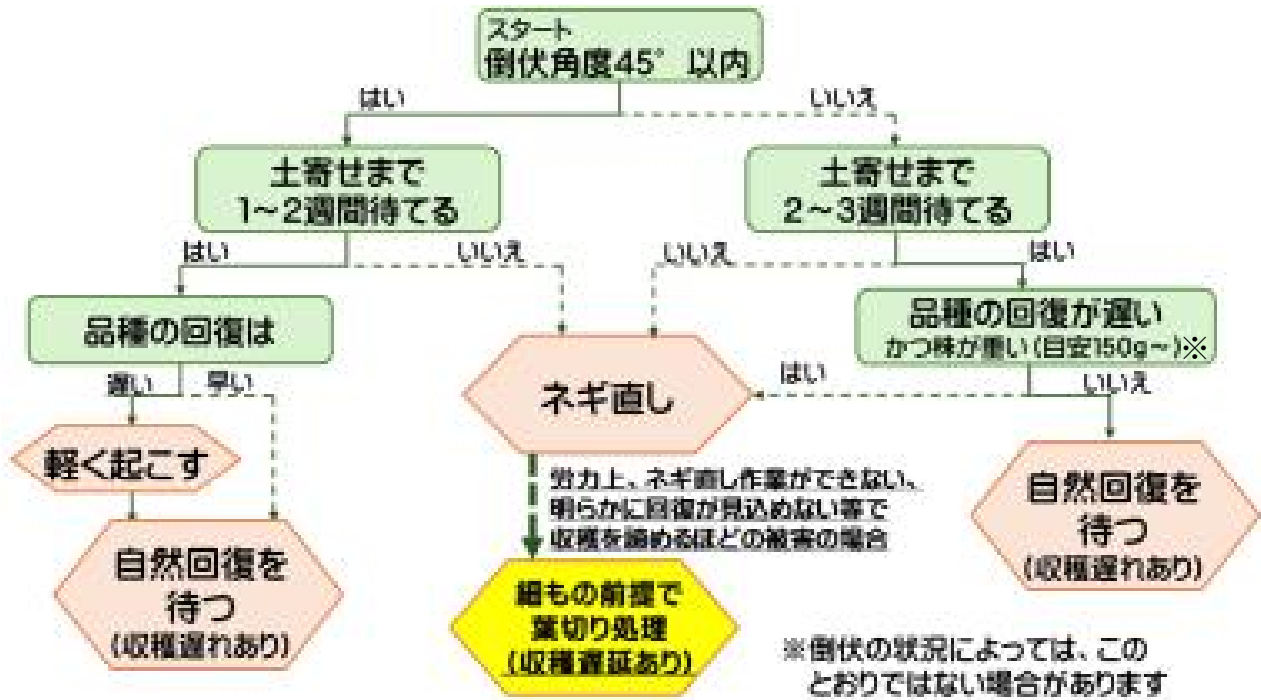 スタート
倒伏角度45°以内
はい
いいえ
土寄せまで
1～2週間待てる
土寄せまで
2～3週間待てる
はい
いいえ
いいえ
はい
品種の回復は
品種の回復が遅い
かつ株が重い(目安150g～)※
遅い
早い
ネギ直し
はい
いいえ
軽く起こす
労力上、ネギ直し作業ができない、
明らかに回復が見込めない等で
収穫を諦めるほどの被害の場合
自然回復を
待つ
(収穫遅れあり)
自然回復を
待つ
(収穫遅れあり)
細もの前提で
葉切り処理
(収穫遅延あり)
※倒伏の状況によっては、この
とおりではない場合があります